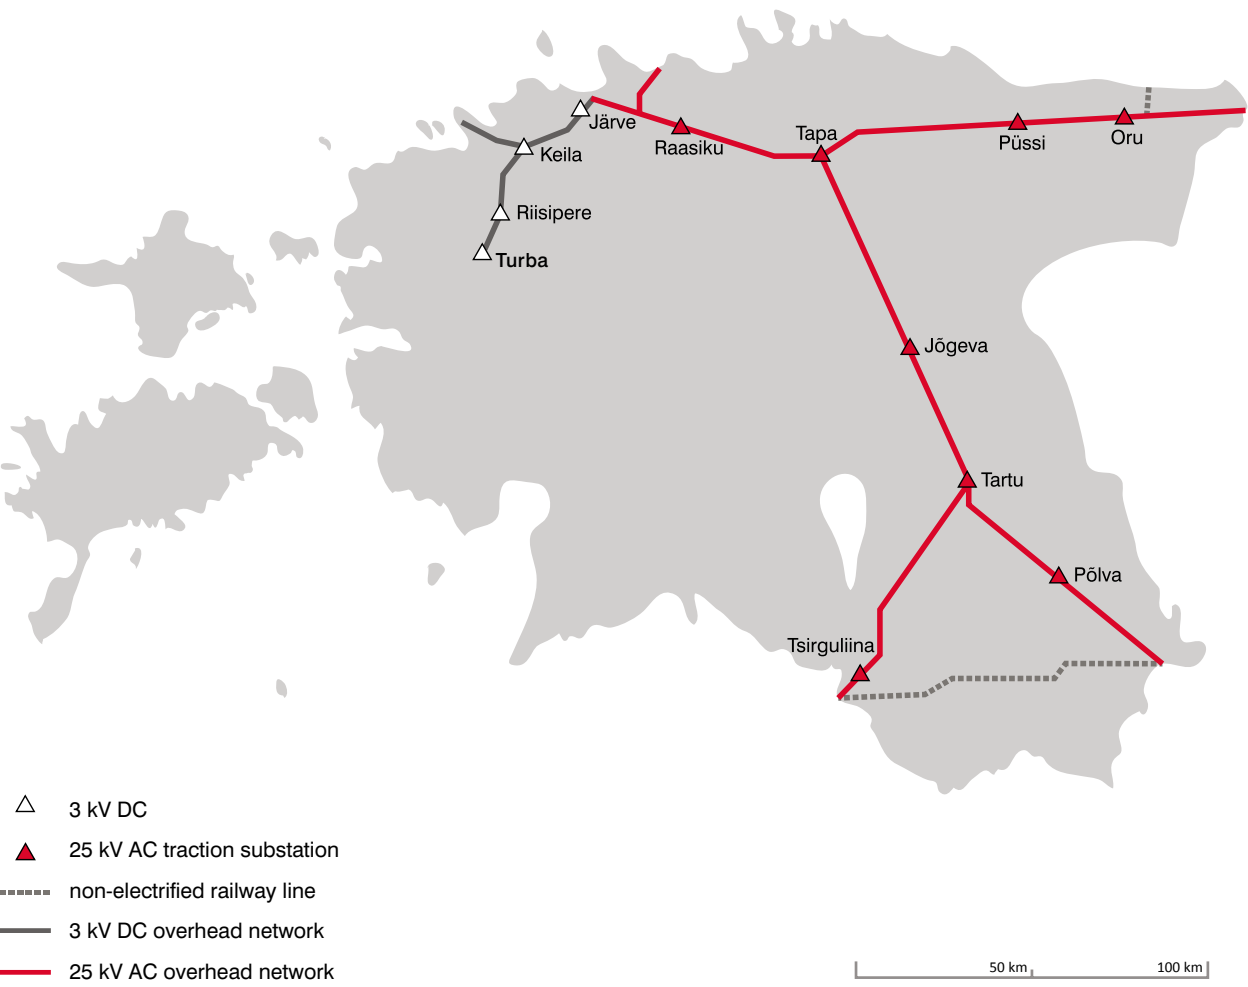 Järve
Tapa
Raasiku
Keila
Püssi
Oru
Riisipere
Turba
Jõgeva
Tartu
Põlva
Tsirguliina
3 kV DC
25 kV AC traction substation
non-electrified railway line
3 kV DC overhead network
25 kV AC overhead network
50 km
100 km